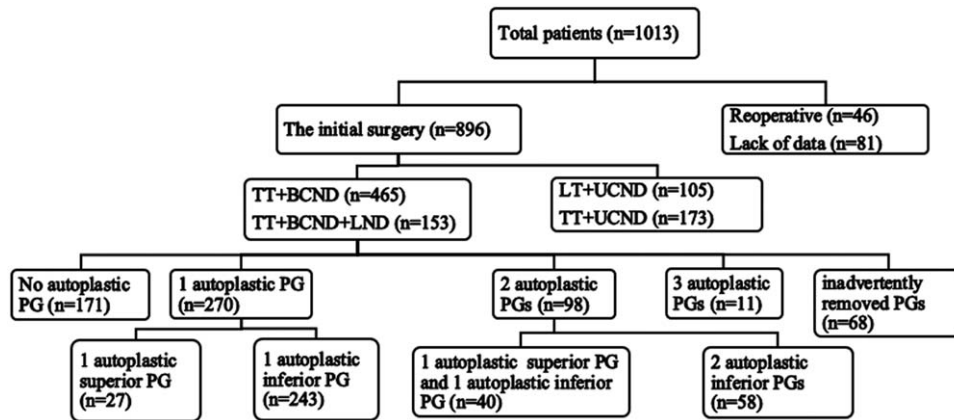 Total patients (n=1013)
The initial surgery (n=896)
Reoperative (n=46)
Lack of data (n=81)
TT+BCND (n=465)
TT+BCND+LND (n=153)
LT+UCND (n=105)
TT+UCND (n=173)
No autoplastic
PG (n=171)
1 autoplastic PG
(n=270)
2 autoplastic
PGs (n=98)
3 autoplastic
PGs (n=11)
inadvertently
removed PGs
(n=68)
1 autoplastic
superior PG
(n=27)
1 autoplastic
inferior PG
(n=243)
1 autoplastic superior PG
and 1 autoplastic inferior
PG (n=40)
2 autoplastic
inferior PGs
(n=58)